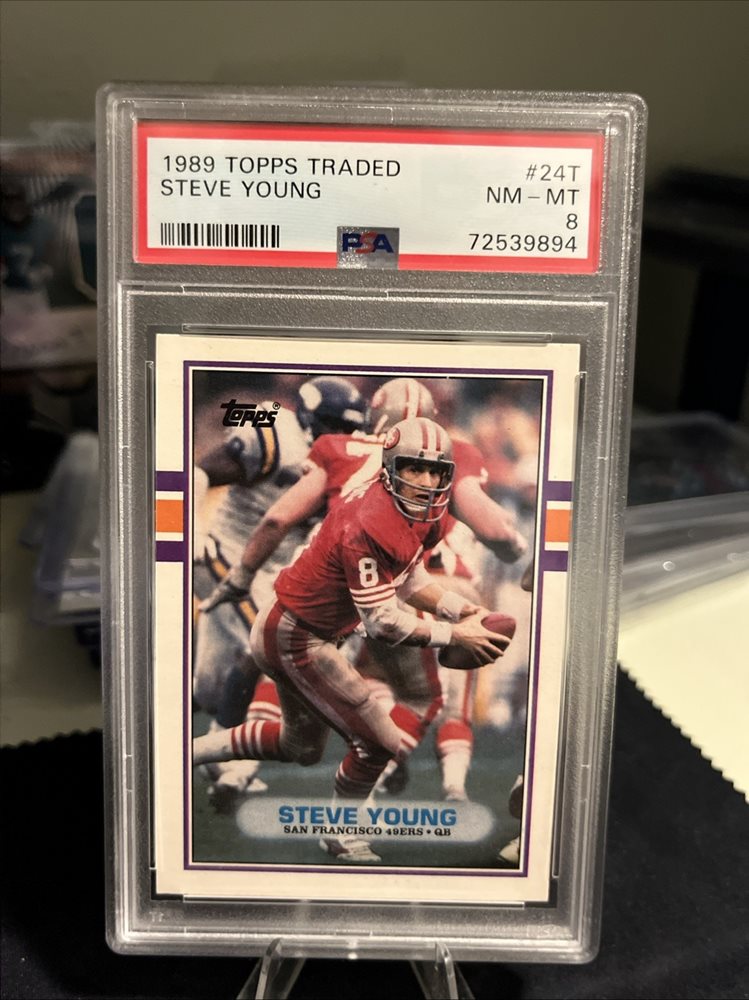 1989 TOPPS TRADED #24T
STEVE YOUNG NM - MT
8
PSA 72539894
TOPPS®
8
STEVE YOUNG
SAN FRANCISCO 49ERS • QB